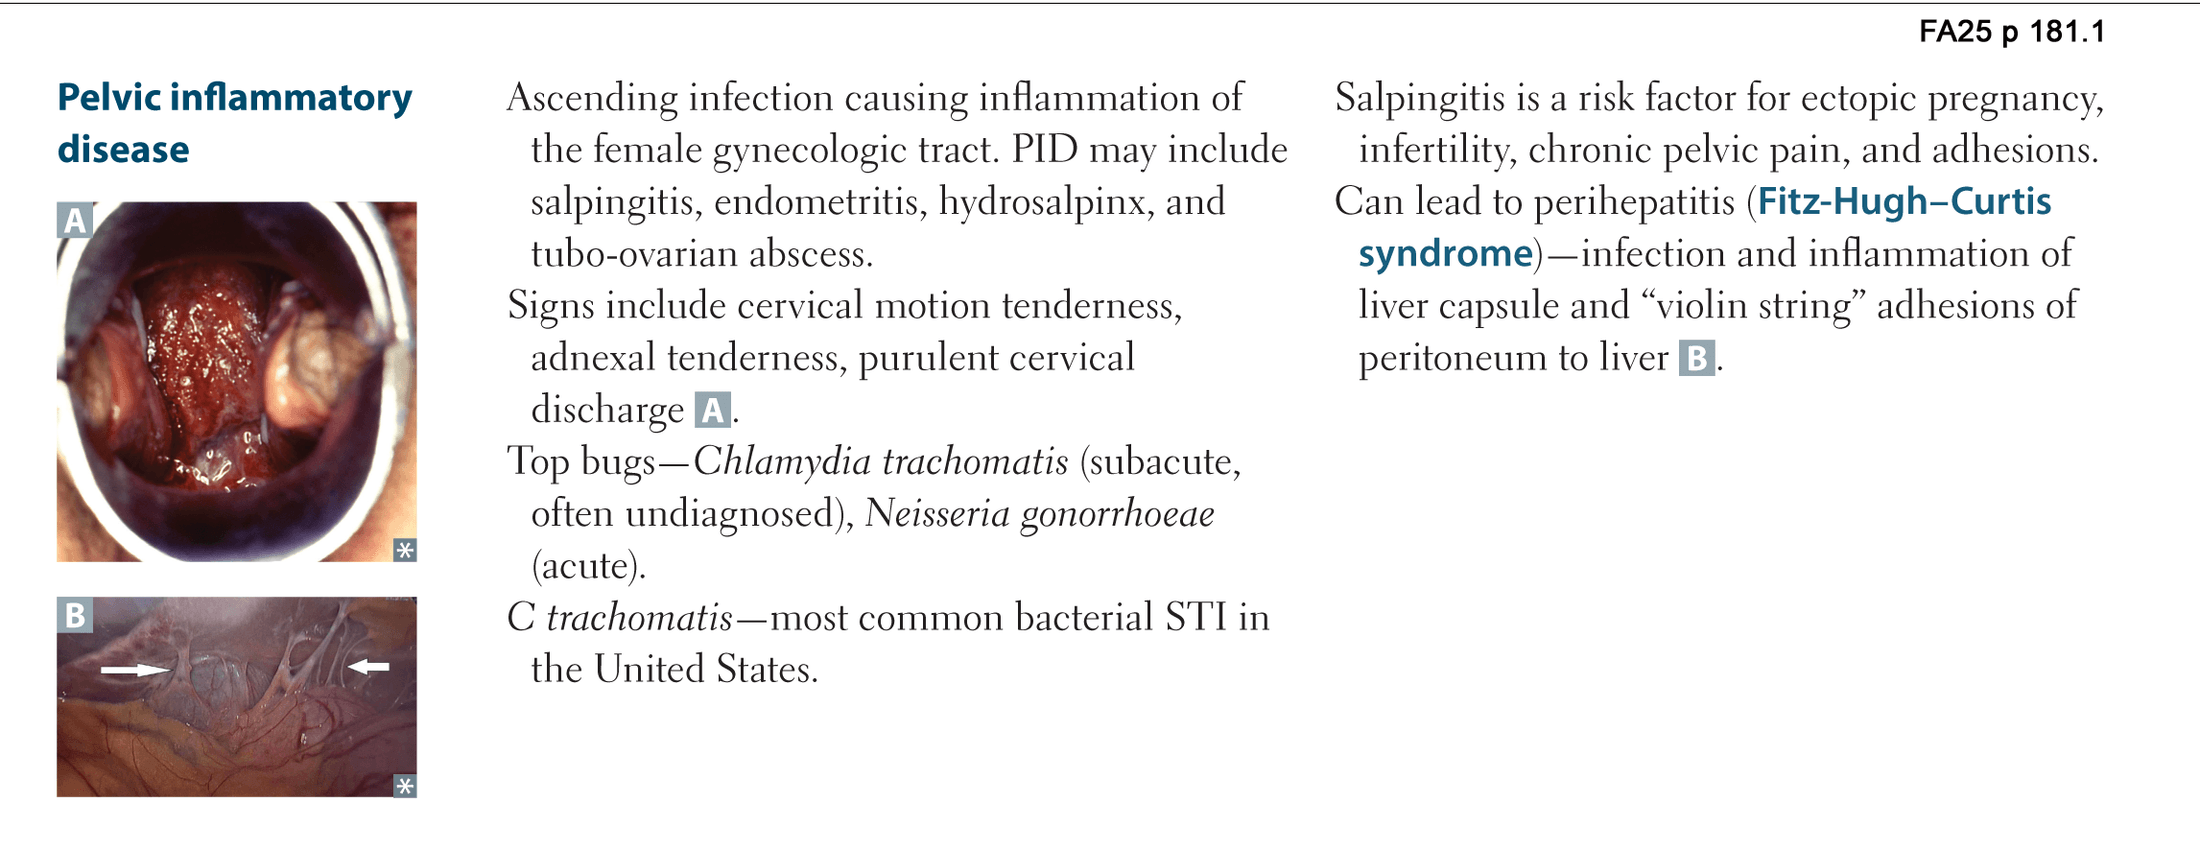 FA25 p 181.1
Pelvic inflammatory
disease
A
*
B
*
Ascending infection causing inflammation of
the female gynecologic tract. PID may include
salpingitis, endometritis, hydrosalpinx, and
tubo-ovarian abscess.
Signs include cervical motion tenderness,
adnexal tenderness, purulent cervical
discharge A.
Top bugs—Chlamydia trachomatis (subacute,
often undiagnosed), Neisseria gonorrhoeae
(acute).
C trachomatis—most common bacterial STI in
the United States.
Salpingitis is a risk factor for ectopic pregnancy,
infertility, chronic pelvic pain, and adhesions.
Can lead to perihepatitis (Fitz-Hugh–Curtis
syndrome)—infection and inflammation of
liver capsule and “violin string” adhesions of
peritoneum to liver B.